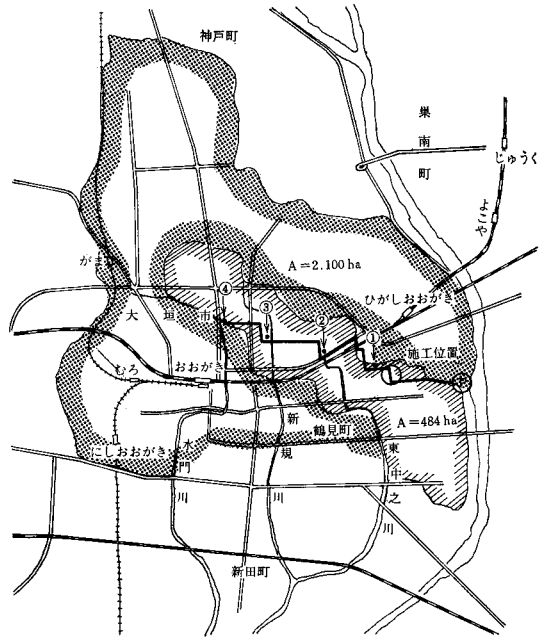 神戸町
巣南町
じゅうく
よこや
がま
A＝2.100 ha
ひがしおおがき
④
③
大垣市
②
①
施工位置
むろ
おおがき
P
A＝484 ha
新規川
鶴見町
にしおおがき
水門川
東中之川
新田町